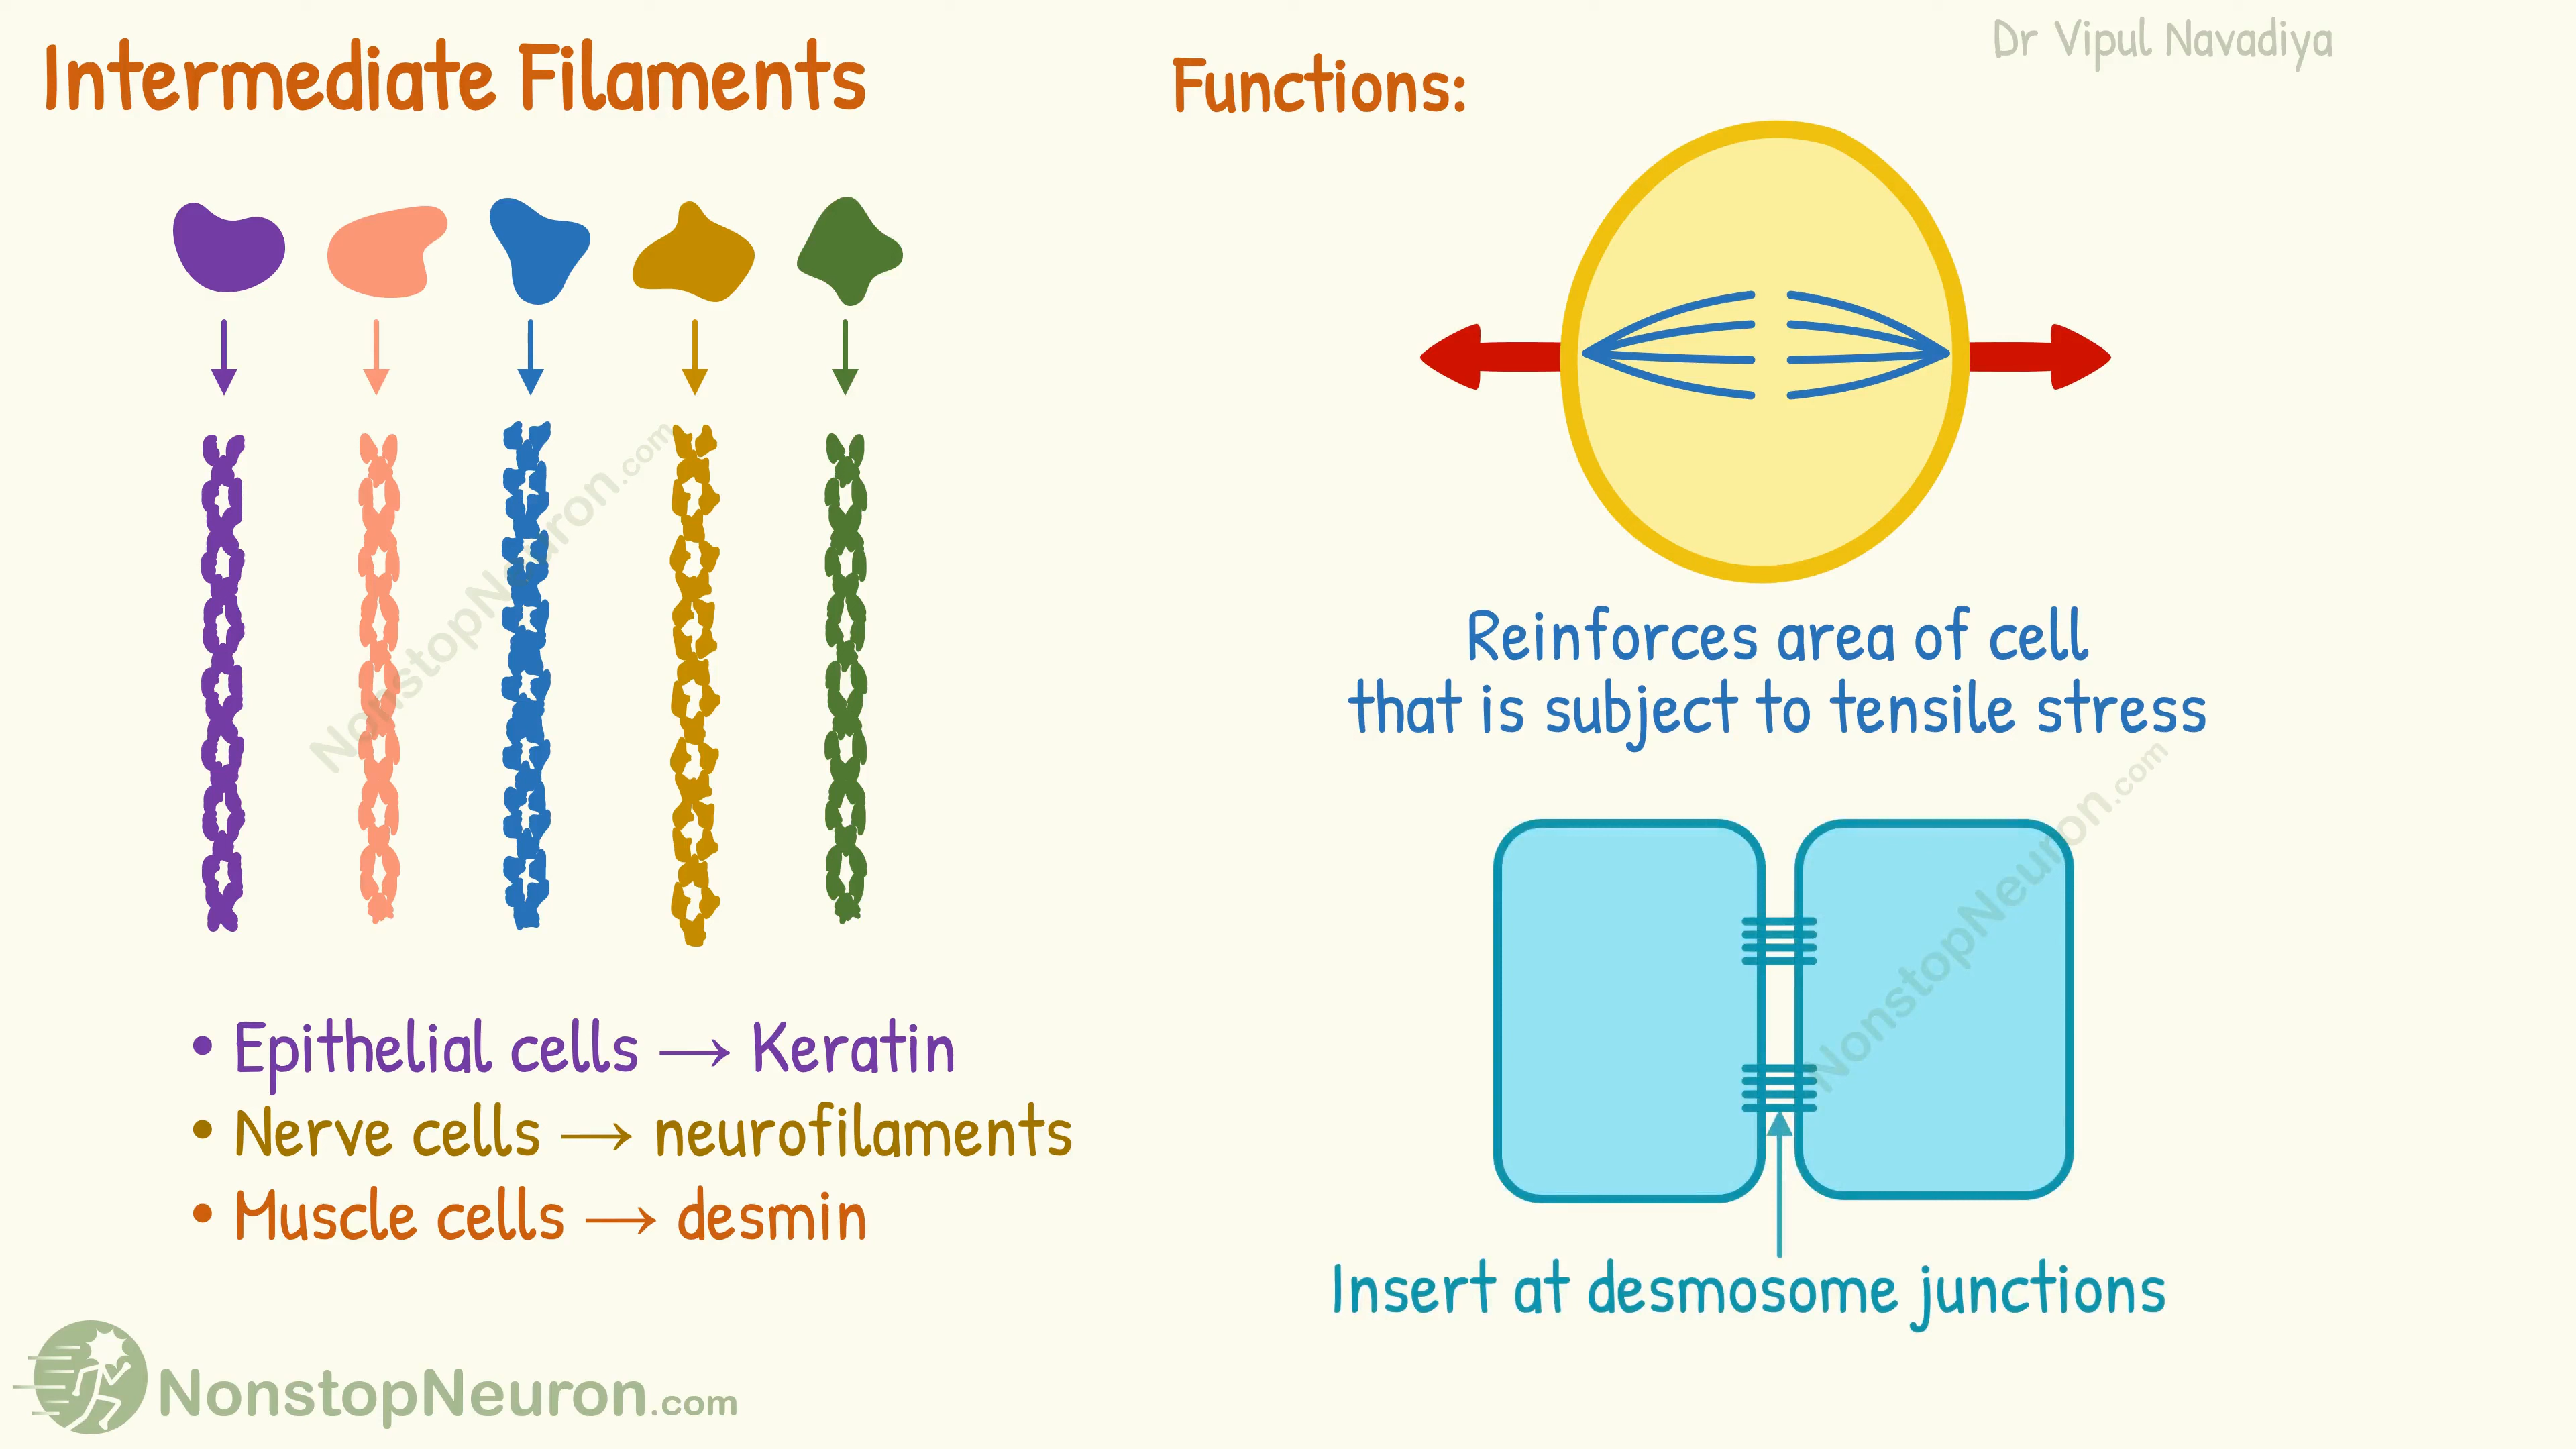 Intermediate Filaments
• Epithelial cells → Keratin
• Nerve cells → neurofilaments
• Muscle cells → desmin
NonstopNeuron.com
NonstopNeuron.com
Dr Vipul Navadiya
Functions:
Reinforces area of cell
that is subject to tensile stress
Insert at desmosome junctions
NonstopNeuron.com